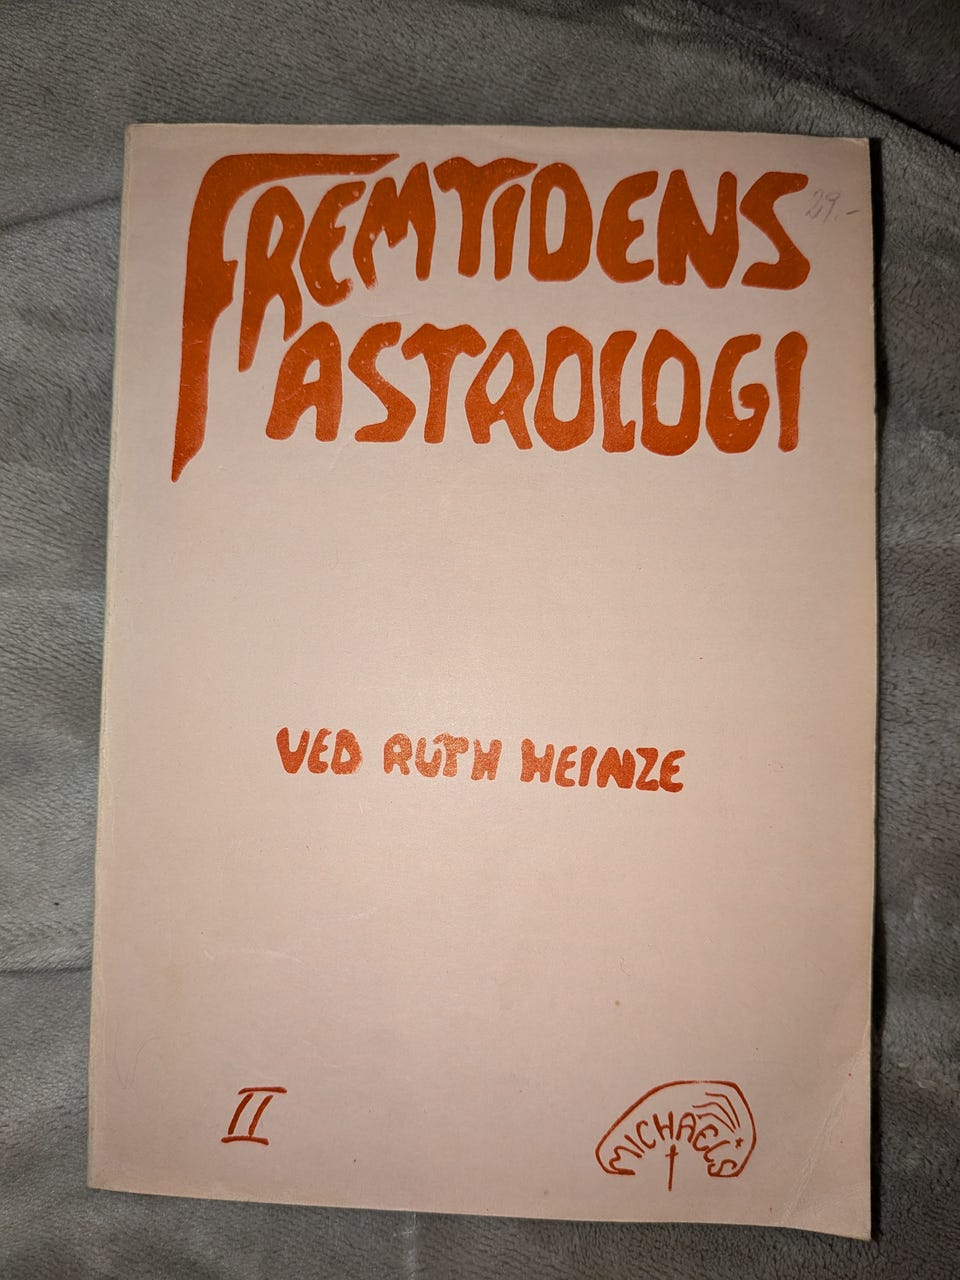 FREMTIDENS
29.-
ASTROLOGI
VED RUTH HEINZE
II
MICHAELS